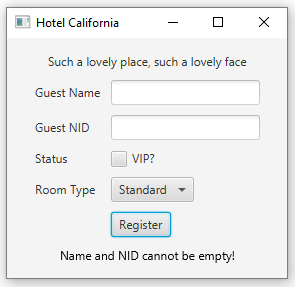 Hotel California
Such a lovely place, such a lovely face
Guest Name
Guest NID
Status VIP?
Room Type Standard
Register
Name and NID cannot be empty!